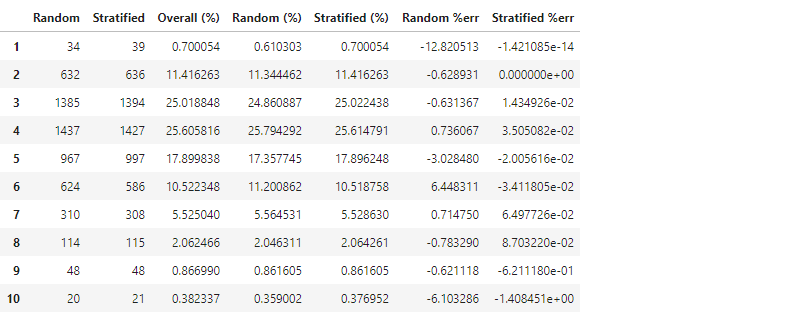 Random Stratified Overall (%) Random (%) Stratified (%) Random %err Stratified %err
1 34 39 0.700054 0.610303 0.700054 -12.820513 -1.421085e-14
2 632 636 11.416263 11.344462 11.416263 -0.628931 0.000000e+00
3 1385 1394 25.018848 24.860887 25.022438 -0.631367 1.434926e-02
4 1437 1427 25.605816 25.794292 25.614791 0.736067 3.505082e-02
5 967 997 17.899838 17.357745 17.896248 -3.028480 -2.005616e-02
6 624 586 10.522348 11.200862 10.518758 6.448311 -3.411805e-02
7 310 308 5.525040 5.564531 5.528630 0.714750 6.497726e-02
8 114 115 2.062466 2.046311 2.064261 -0.783290 8.703220e-02
9 48 48 0.866990 0.861605 0.861605 -0.621118 -6.211180e-01
10 20 21 0.382337 0.359002 0.376952 -6.103286 -1.408451e+00